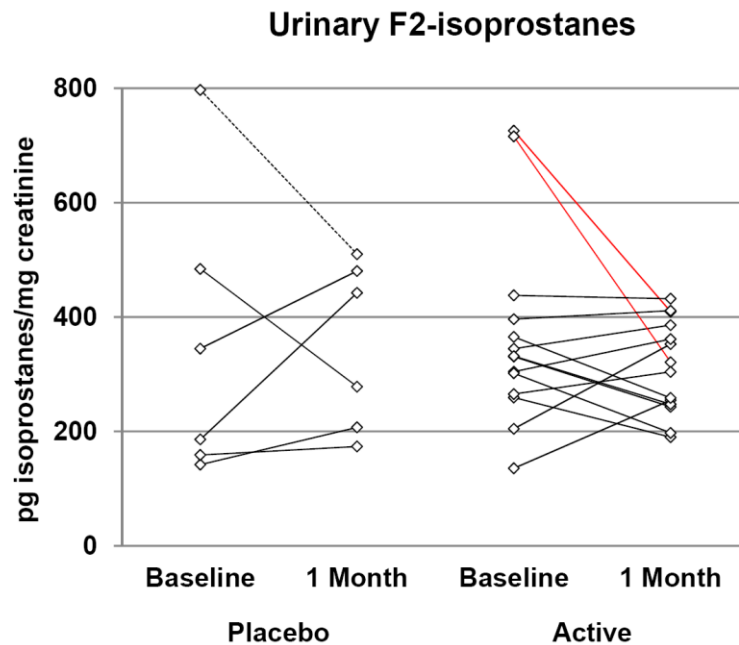 Urinary F2-isoprostanes
pg isoprostanes/mg creatinine
800
600
400
200
0
Baseline 1 Month Baseline 1 Month
Placebo Active